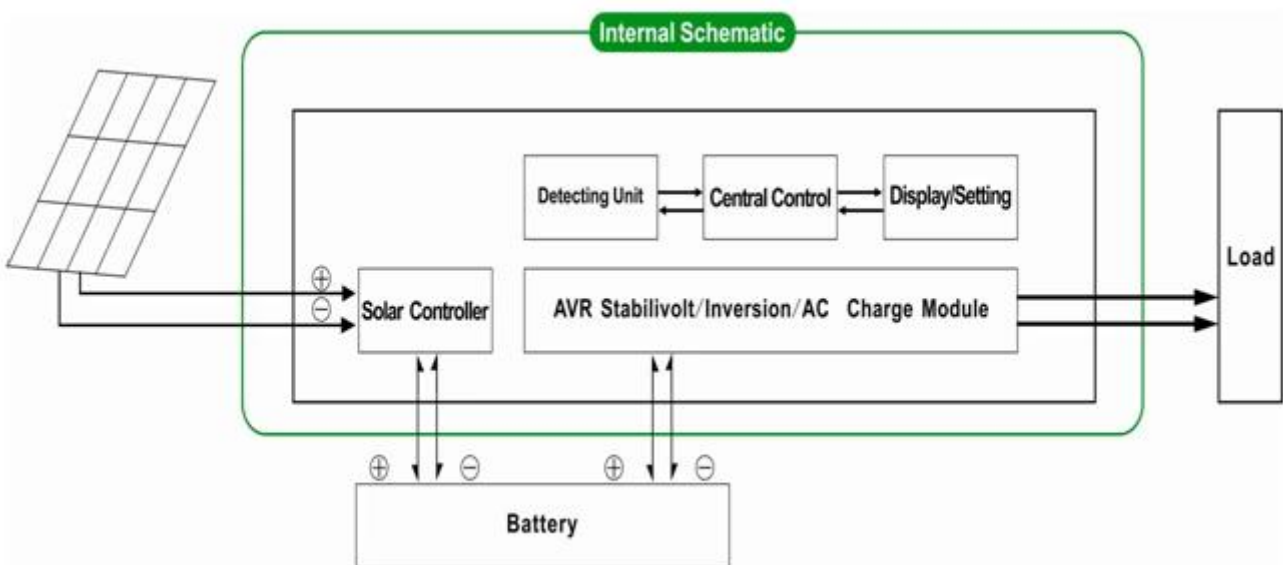 Internal Schematic
Detecting Unit
Central Control
Display/Setting
Load
⊕
⊖
Solar Controller
AVR Stabilivolt/Inversion/AC Charge Module
⊕ ⊖ ⊕ ⊖
Battery